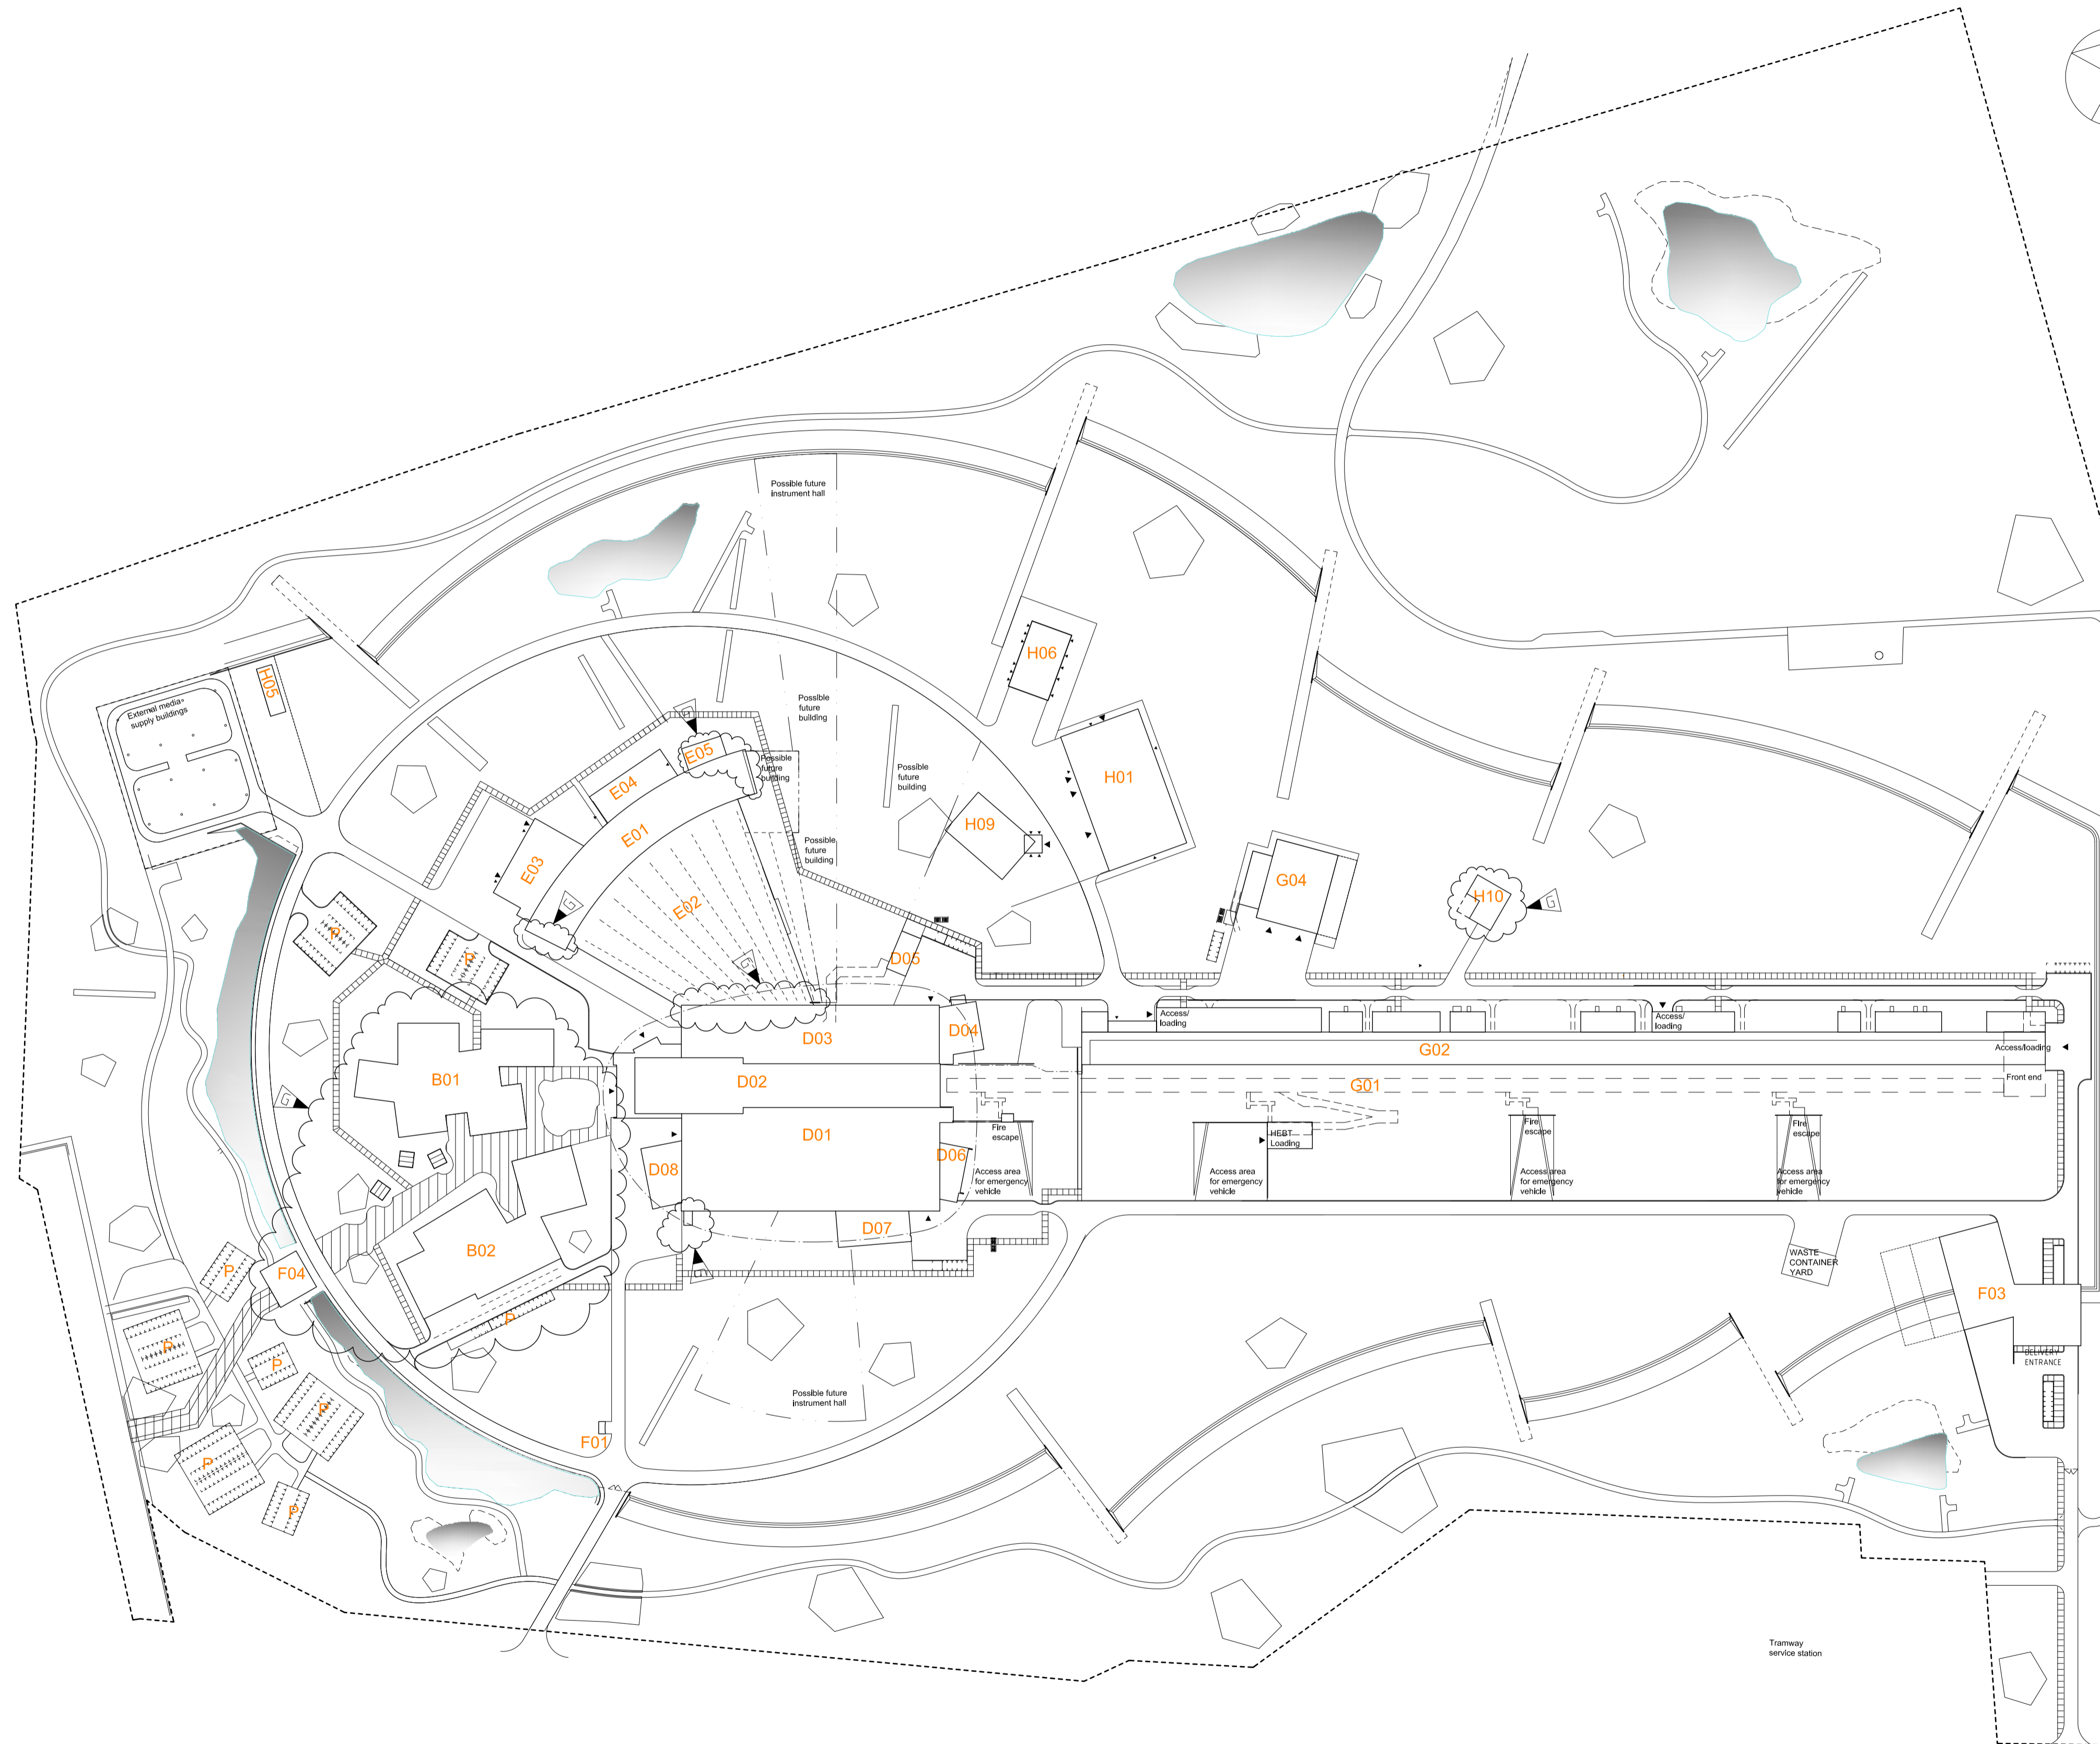 Possible future
instrument hall
H06
H05
External media-
supply buildings
Possible
future
building
G
E05
Possible
future
building
Possible
future
building
H01
E04
H09
E01
Possible
future
building
E03
G04
H10
G
G
E02
P
P
D05
G
Access/
loading
Access/
loading
D04
D03
G02
Access/loading
B01
D02
G01
Front end
G
Fire
escape
HEBT
Loading
Fire
escape
Fire
escape
D01
D08
D06
Access area
for emergency
vehicle
Access area
for emergency
vehicle
Access area
for emergency
vehicle
Access area
for emergency
vehicle
D07
B02
WASTE
CONTAINER
YARD
P
F04
G
F03
P
P
P
DELIVERY
ENTRANCE
Possible future
instrument hall
P
F01
P
P
Tramway
service station